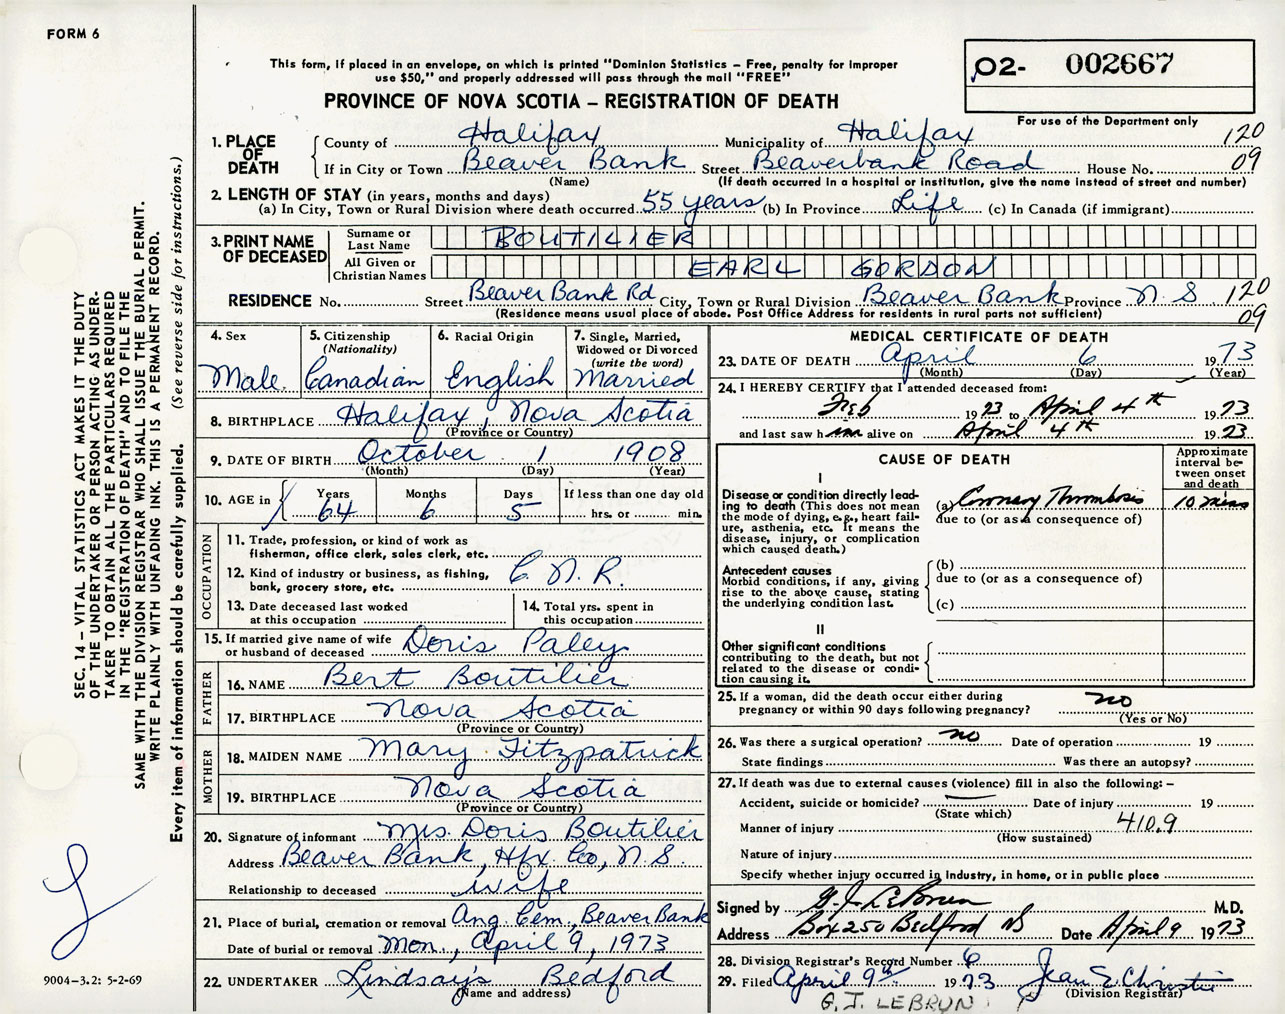 FORM 6
O2- 002667
This form, if placed in an envelope, on which is printed "Dominion Statistics – Free, penalty for improper
use $50," and properly addressed will pass through the mail "FREE"
PROVINCE OF NOVA SCOTIA – REGISTRATION OF DEATH
For use of the Department only
1. PLACE OF DEATH
County of Halifax Municipality of Halifax 120
If in City or Town Beaver Bank Street Beaverbank Road House No. 09
(Name) (If death occurred in a hospital or institution, give the name instead of street and number)
2. LENGTH OF STAY (in years, months and days)
(a) In City, Town or Rural Division where death occurred 55 years (b) In Province Life (c) In Canada (if immigrant)
3. PRINT NAME OF DECEASED
Surname or Last Name BOUTILIER
All Given or Christian Names EARL GORDON
RESIDENCE No. Street Beaver Bank Rd City, Town or Rural Division Beaver Bank Province N.S 120
(Residence means usual place of abode. Post Office Address for residents in rural parts not sufficient) 09
4. Sex
Male
5. Citizenship
(Nationality)
Canadian
6. Racial Origin
English
7. Single, Married,
Widowed or Divorced
(write the word)
Married
8. BIRTHPLACE Halifax, Nova Scotia
(Province or Country)
9. DATE OF BIRTH October 1 1908
(Month) (Day) (Year)
10. AGE in
Years Months Days If less than one day old
64 6 5 hrs. or min.
OCCUPATION
11. Trade, profession, or kind of work as
fisherman, office clerk, sales clerk, etc.
12. Kind of industry or business, as fishing,
bank, grocery store, etc. C.N.R.
13. Date deceased last worked
at this occupation
14. Total yrs. spent in
this occupation
15. If married give name of wife
or husband of deceased Doris Paley
FATHER
16. NAME Bert Boutilier
17. BIRTHPLACE Nova Scotia
(Province or Country)
MOTHER
18. MAIDEN NAME Mary Fitzpatrick
19. BIRTHPLACE Nova Scotia
(Province or Country)
20. Signature of informant Mrs. Doris Boutilier
Address Beaver Bank, Hfx. Co, N.S.
Relationship to deceased wife
21. Place of burial, cremation or removal Ang. Cem., Beaver Bank
Date of burial or removal Mon., April 9, 1973
22. UNDERTAKER Lindsay's Bedford
(Name and address)
MEDICAL CERTIFICATE OF DEATH
23. DATE OF DEATH April 6 1973
(Month) (Day) (Year)
24. I HEREBY CERTIFY that I attended deceased from:
Feb 1973 to April 4th 1973
and last saw him alive on April 4th 1973
CAUSE OF DEATH
Approximate
interval be-
tween onset
and death
I
Disease or condition directly lead-
ing to death (This does not mean
the mode of dying, e.g., heart fail-
ure, asthenia, etc. It means the
disease, injury, or complication
which caused death.)
(a) Coronary Thrombosis 10 mins
due to (or as a consequence of)
Antecedent causes
Morbid conditions, if any, giving
rise to the above cause, stating
the underlying condition last.
(b)
due to (or as a consequence of)
(c)
II
Other significant conditions
contributing to the death, but not
related to the disease or condi-
tion causing it.
25. If a woman, did the death occur either during
pregnancy or within 90 days following pregnancy? no
(Yes or No)
26. Was there a surgical operation? no Date of operation 19
State findings Was there an autopsy?
27. If death was due to external causes (violence) fill in also the following: –
Accident, suicide or homicide? Date of injury 19
(State which)
Manner of injury 410.9
(How sustained)
Nature of injury
Specify whether injury occurred in industry, in home, or in public place
Signed by G. J. LeBrun M.D.
Address Box 250 Bedford NS Date April 9 1973
28. Division Registrar's Record Number 6
29. Filed April 9th 1973 Jean E Christie
(Division Registrar)
G. J. LEBRUN
SEC. 14 – VITAL STATISTICS ACT MAKES IT THE DUTY
OF THE UNDERTAKER OR PERSON ACTING AS UNDER-
TAKER TO OBTAIN ALL THE PARTICULARS REQUIRED
IN THE "REGISTRATION OF DEATH" AND TO FILE THE
SAME WITH THE DIVISION REGISTRAR WHO SHALL ISSUE THE BURIAL PERMIT.
WRITE PLAINLY WITH UNFADING INK. THIS IS A PERMANENT RECORD.
Every item of information should be carefully supplied. (See reverse side for instructions.)
9004–3.2: 5-2-69